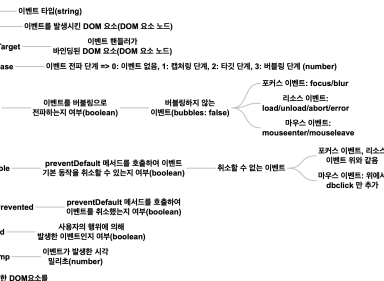 이벤트 타입(string)
이벤트를 발생시킨 DOM 요소(DOM 요소 노드)
Target
이벤트 핸들러가
바인딩된 DOM 요소(DOM 요소 노드)
ase
이벤트 전파 단계 => 0: 이벤트 없음, 1: 캡처링 단계, 2: 타깃 단계, 3: 버블링 단계 (number)
이벤트를 버블링으로
전파하는지 여부(boolean)
버블링하지 않는
이벤트(bubbles: false)
포커스 이벤트: focus/blur
리소스 이벤트:
load/unload/abort/error
마우스 이벤트:
mouseenter/mouseleave
ble
preventDefault 메서드를 호출하여 이벤트
기본 동작을 취소할 수 있는지 여부(boolean)
취소할 수 없는 이벤트
포커스 이벤트, 리소스
이벤트 위와 같음
마우스 이벤트: 위에서
dbclick 만 추가
revented
preventDefault 메서드를 호출하여
이벤트를 취소했는지 여부(boolean)
d
사용자의 행위에 의해
발생한 이벤트인지 여부(boolean)
mp
이벤트가 발생한 시각
밀리초(number)
한 DOM요소를